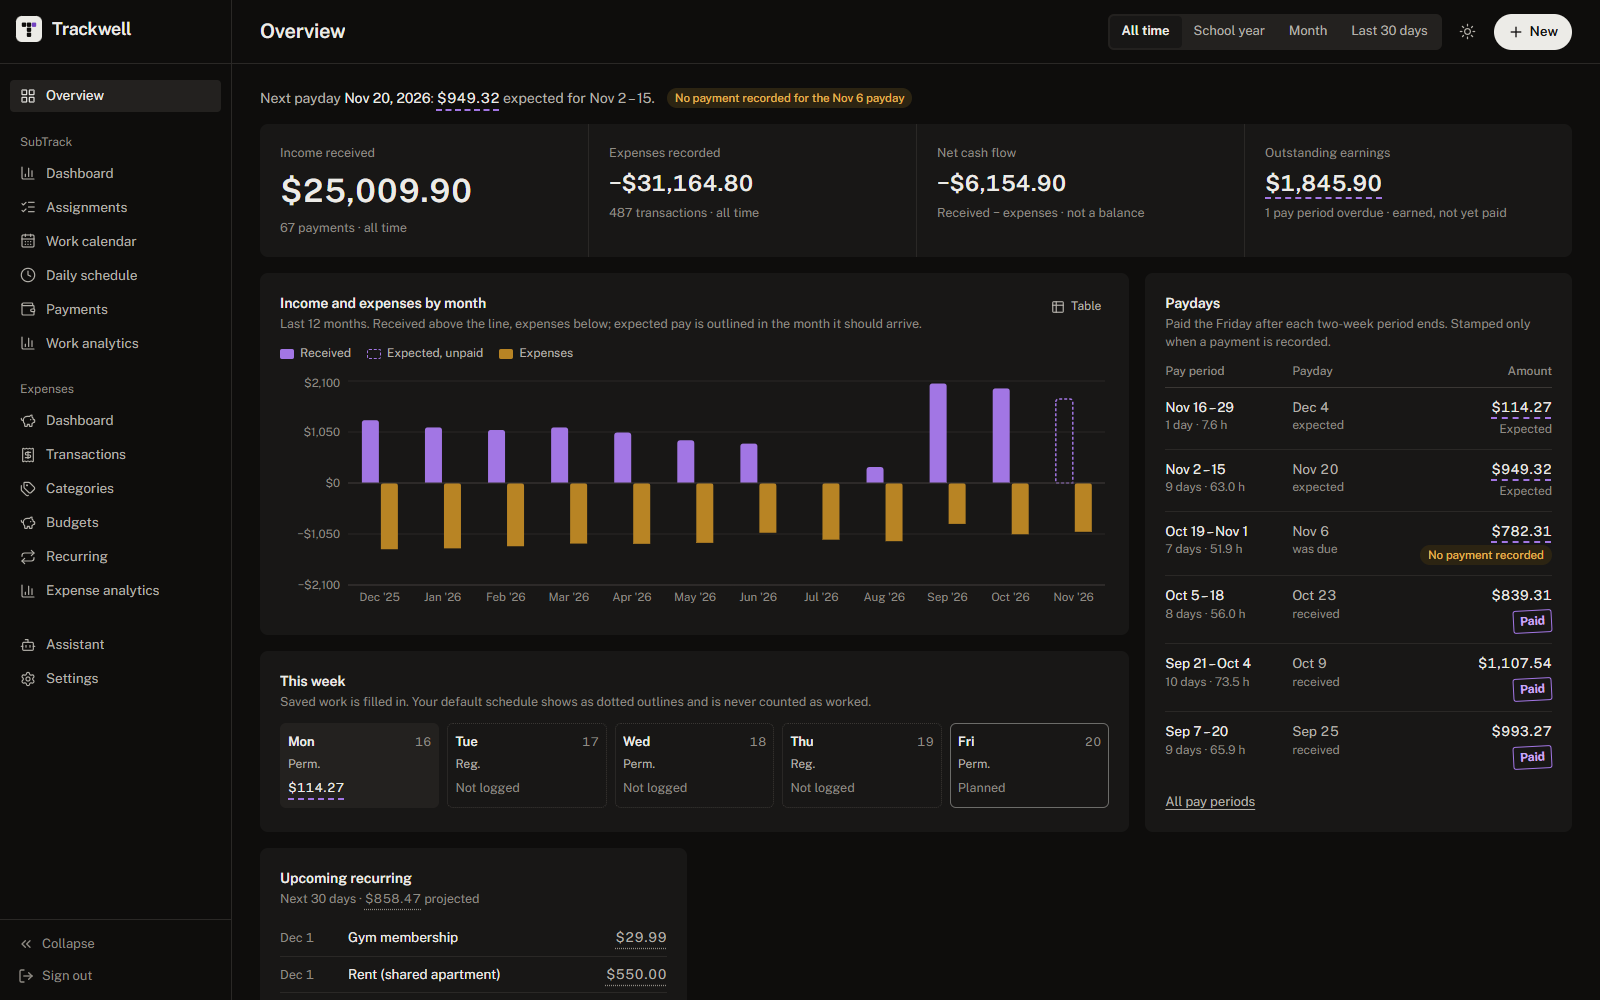 Trackwell
Overview
All time
School year
Month
Last 30 days
New
Overview
SubTrack
Dashboard
Assignments
Work calendar
Daily schedule
Payments
Work analytics
Expenses
Dashboard
Transactions
Categories
Budgets
Recurring
Expense analytics
Assistant
Settings
Collapse
Sign out
Next payday Nov 20, 2026: $949.32 expected for Nov 2–15.
No payment recorded for the Nov 6 payday
Income received
$25,009.90
67 payments · all time
Expenses recorded
−$31,164.80
487 transactions · all time
Net cash flow
−$6,154.90
Received − expenses · not a balance
Outstanding earnings
$1,845.90
1 pay period overdue · earned, not yet paid
Income and expenses by month
Last 12 months. Received above the line, expenses below; expected pay is outlined in the month it should arrive.
Table
Received
Expected, unpaid
Expenses
$2,100
$1,050
$0
−$1,050
−$2,100
Dec '25
Jan '26
Feb '26
Mar '26
Apr '26
May '26
Jun '26
Jul '26
Aug '26
Sep '26
Oct '26
Nov '26
Paydays
Paid the Friday after each two-week period ends. Stamped only
when a payment is recorded.
Pay period
Payday
Amount
Nov 16–29
Dec 4
$114.27
1 day · 7.6 h
expected
Expected
Nov 2–15
Nov 20
$949.32
9 days · 63.0 h
expected
Expected
Oct 19–Nov 1
Nov 6
$782.31
7 days · 51.9 h
was due
No payment recorded
Oct 5–18
Oct 23
$839.31
8 days · 56.0 h
received
Paid
Sep 21–Oct 4
Oct 9
$1,107.54
10 days · 73.5 h
received
Paid
Sep 7–20
Sep 25
$993.27
9 days · 65.9 h
received
Paid
All pay periods
This week
Saved work is filled in. Your default schedule shows as dotted outlines and is never counted as worked.
Mon
16
Perm.
$114.27
Tue
17
Reg.
Not logged
Wed
18
Perm.
Not logged
Thu
19
Reg.
Not logged
Fri
20
Perm.
Planned
Upcoming recurring
Next 30 days · $858.47 projected
Dec 1
Gym membership
$29.99
Dec 1
Rent (shared apartment)
$550.00